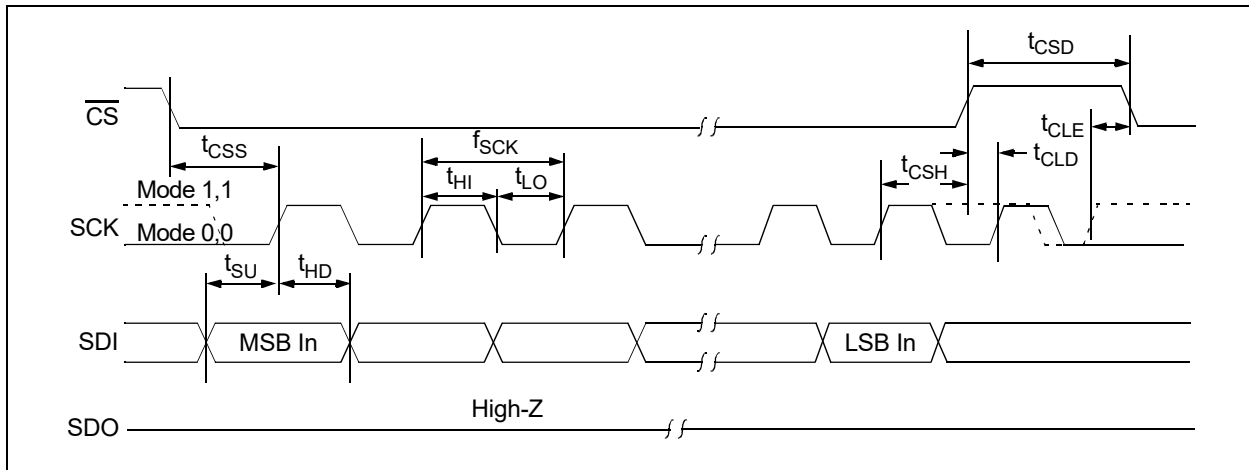 tCSD
CS
tCLE
tCSS
fSCK
tCLD
tCSH
Mode 1,1
tHI
tLO
SCK
Mode 0,0
tSU
tHD
SDI
MSB In
LSB In
High-Z
SDO